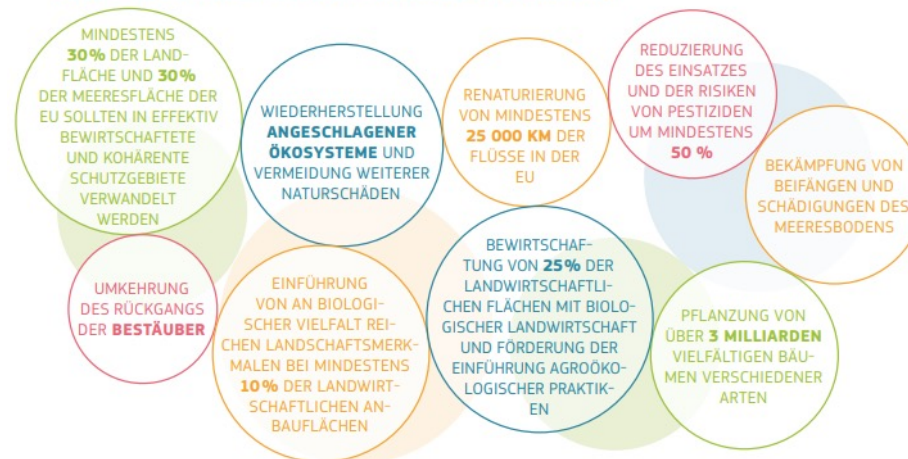 MINDESTENS
30% DER LAND-
FLÄCHE UND 30%
DER MEERESFLÄCHE DER
EU SOLLTEN IN EFFEKTIV
BEWIRTSCHAFTETE
UND KOHÄRENTE
SCHUTZGEBIETE
VERWANDELT
WERDEN
WIEDERHERSTELLUNG
ANGESCHLAGENER
ÖKOSYSTEME UND
VERMEIDUNG WEITERER
NATURSCHÄDEN
RENATURIERUNG
VON MINDESTENS
25 000 KM DER
FLÜSSE IN DER
EU
REDUZIERUNG
DES EINSATZES
UND DER RISIKEN
VON PESTIZIDEN
UM MINDESTENS
50 %
BEKÄMPFUNG VON
BEIFÄNGEN UND
SCHÄDIGUNGEN DES
MEERESBODENS
UMKEHRUNG
DES RÜCKGANGS
DER BESTÄUBER
EINFÜHRUNG
VON AN BIOLOGI-
SCHER VIELFALT REI-
CHEN LANDSCHAFTSMERK-
MALEN BEI MINDESTENS
10% DER LANDWIRT-
SCHAFTLICHEN AN-
BAUFLÄCHEN
BEWIRTSCHAF-
TUNG VON 25% DER
LANDWIRTSCHAFTLI-
CHEN FLÄCHEN MIT BIOLO-
GISCHER LANDWIRTSCHAFT
UND FÖRDERUNG DER
EINFÜHRUNG AGROÖKO-
LOGISCHER PRAKTIK-
EN
PFLANZUNG VON
ÜBER 3 MILLIARDEN
VIELFÄLTIGEN BÄU-
MEN VERSCHIEDENER
ARTEN